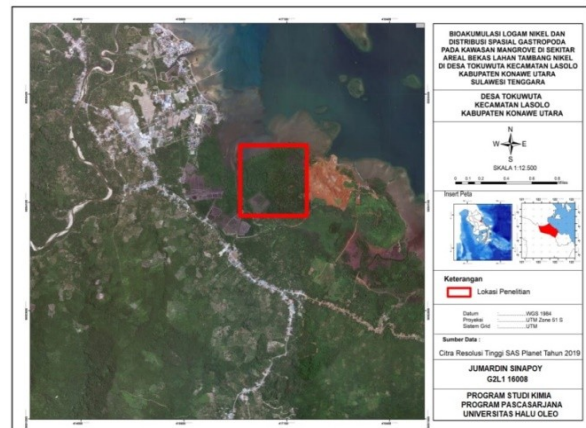 BIOAKUMULASI LOGAM NIKEL DAN
DISTRIBUSI SPASIAL GASTROPODA
PADA KAWASAN MANGROVE DI SEKITAR
AREAL BEKAS LAHAN TAMBANG NIKEL
DI DESA TOKUWUTA KECAMATAN LASOLO
KABUPATEN KONAWE UTARA
SULAWESI TENGGARA
DESA TOKUWUTA
KECAMATAN LASOLO
KABUPATEN KONAWE UTARA
N
W E
S
SKALA 1:12.500
Insert Peta
Keterangan
Lokasi Penelitian
Datum : ............ WGS 1984
Proyeksi : ............ UTM Zone 51 S
Sistem Grid : ............ UTM
Sumber Data :
Citra Resolusi Tinggi SAS Planet Tahun 2019
JUMARDIN SINAPOY
G2L1 16008
PROGRAM STUDI KIMIA
PROGRAM PASCASARJANA
UNIVERSITAS HALU OLEO